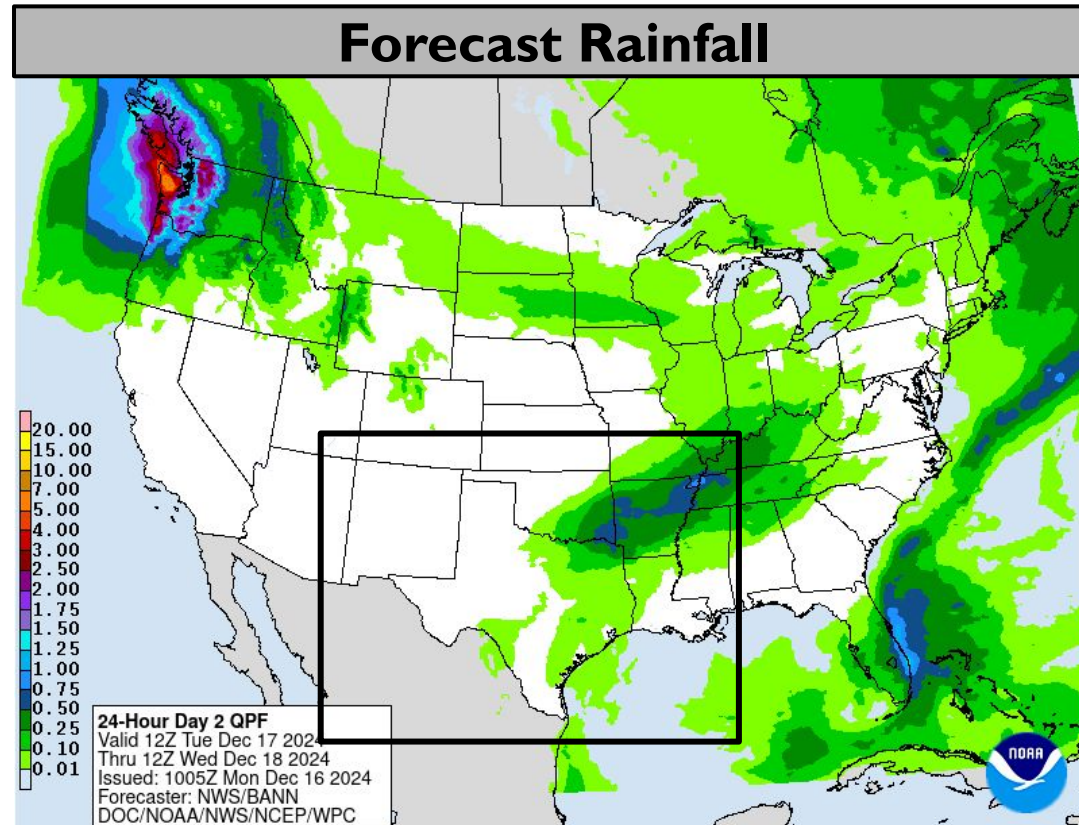 Forecast Rainfall
20.00
15.00
10.00
7.00
5.00
4.00
3.00
2.50
2.00
1.75
1.50
1.25
1.00
0.75
0.50
0.25
0.10
0.01
24-Hour Day 2 QPF
Valid 12Z Tue Dec 17 2024
Thru 12Z Wed Dec 18 2024
Issued: 1005Z Mon Dec 16 2024
Forecaster: NWS/BANN
DOC/NOAA/NWS/NCEP/WPC
NOAA